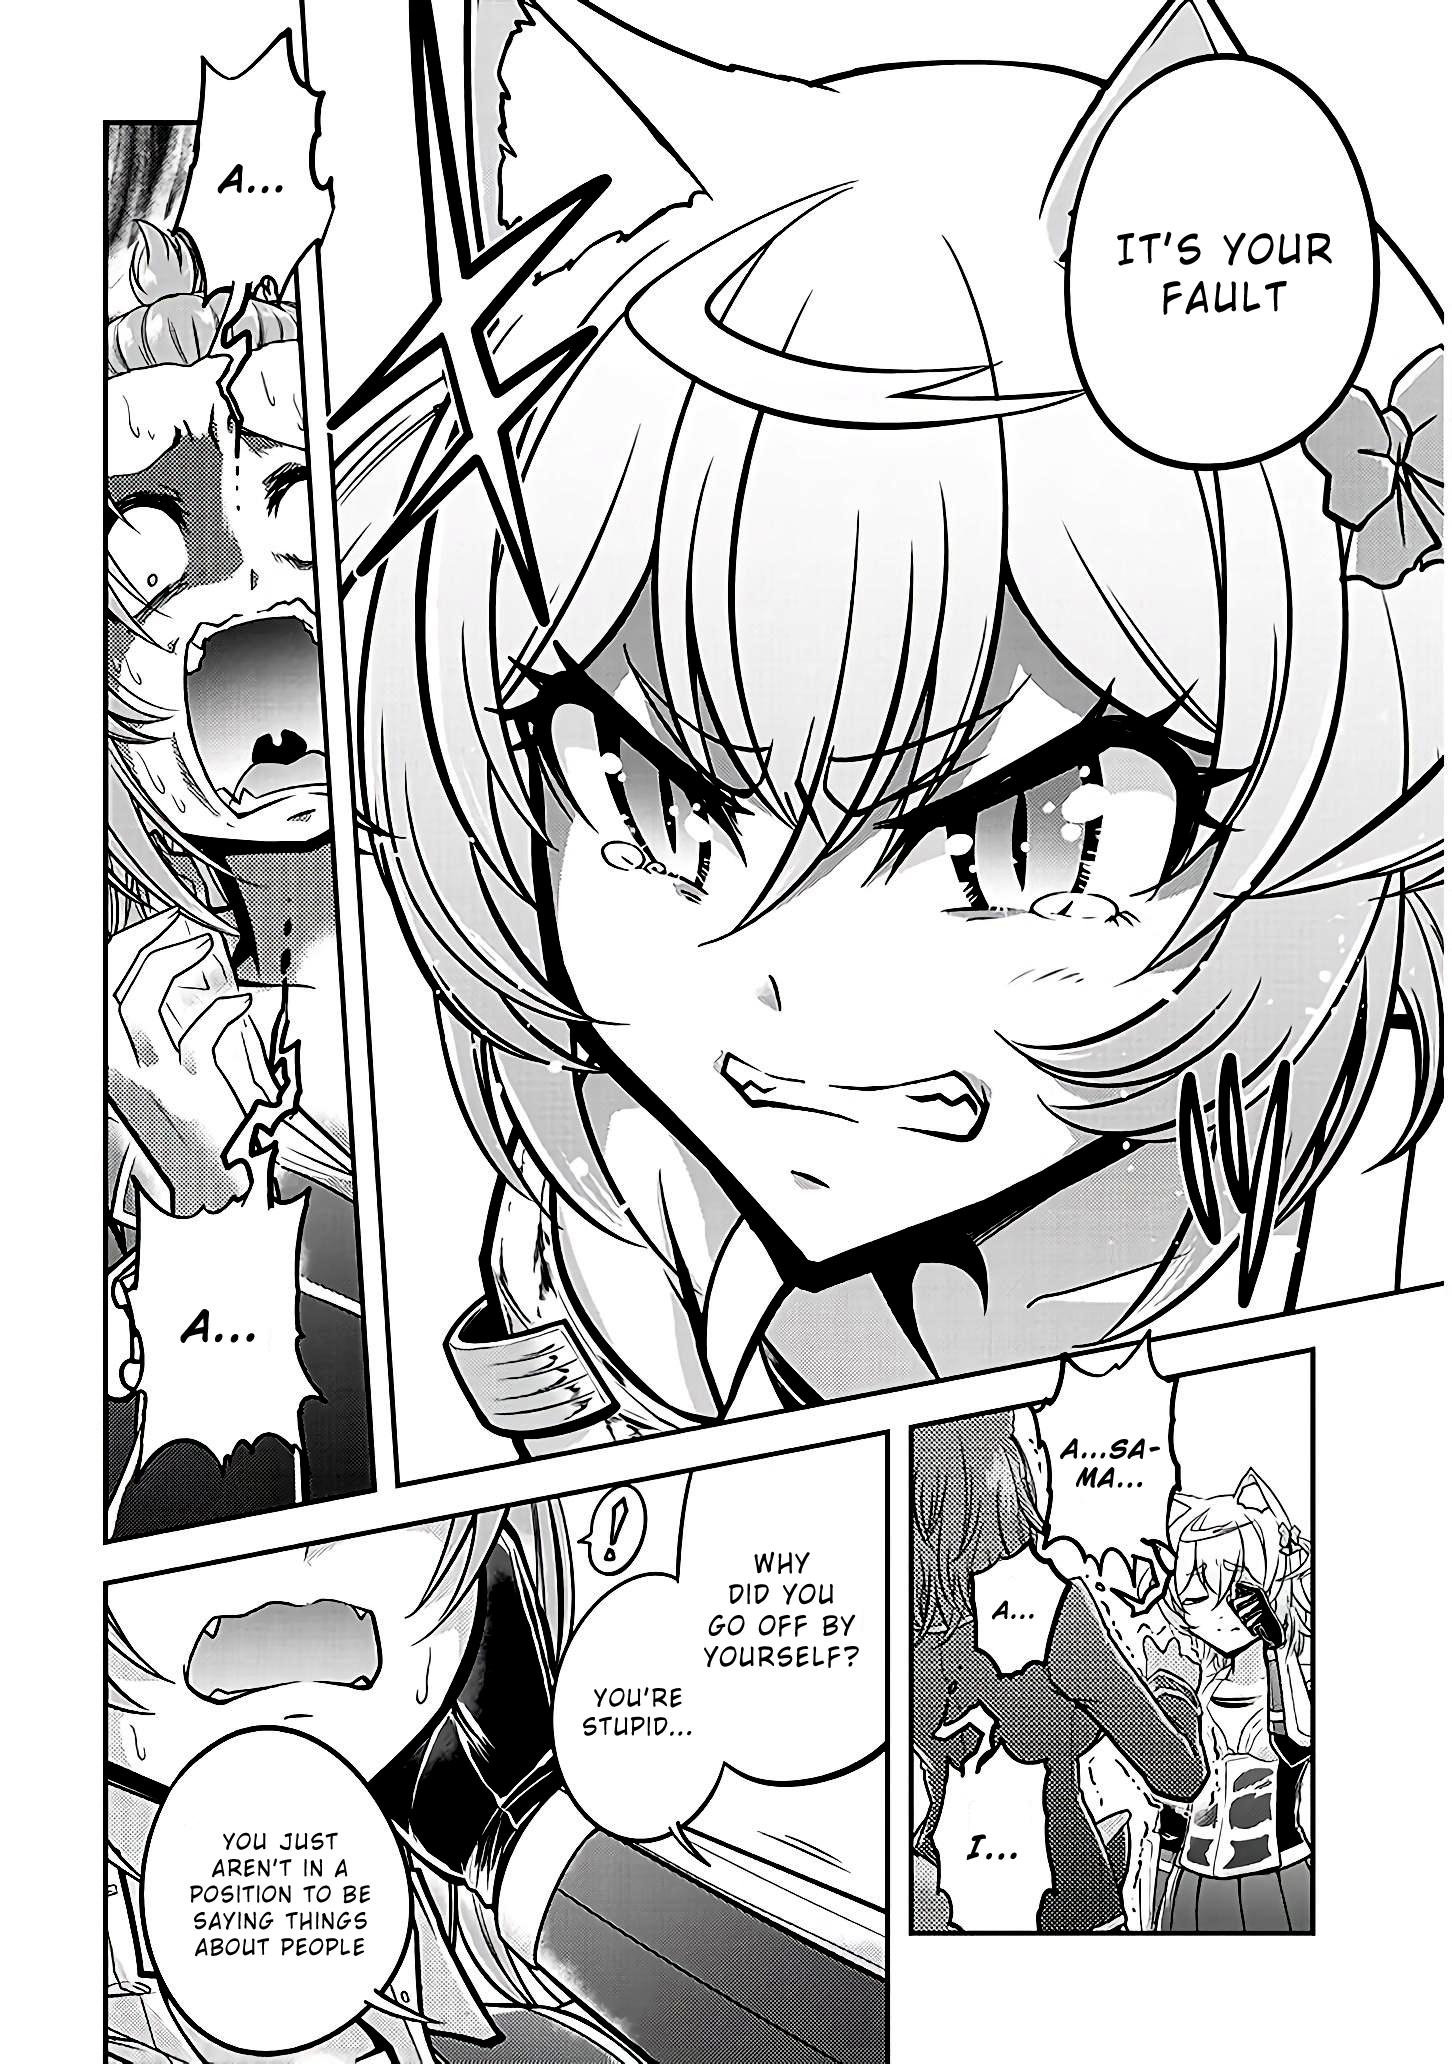 IT'S YOUR
FAULT
A...
A...
A...SA-
MA...
A...
I...
!
WHY
DID YOU
GO OFF BY
YOURSELF?
YOU'RE
STUPID...
YOU JUST
AREN'T IN A
POSITION TO BE
SAYING THINGS
ABOUT PEOPLE